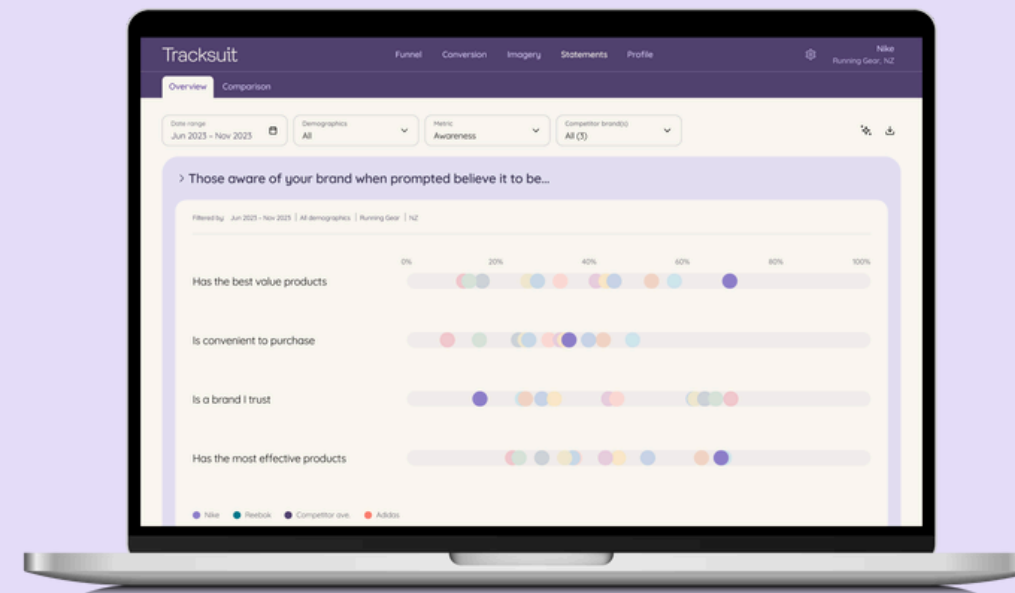 Tracksuit
Funnel Conversion Imagery Statements Profile
Nike
Running Gear, NZ
Overview Comparison
Date range
Jun 2023 - Nov 2023
Demographics
All
Metric
Awareness
Competitor brand(s)
All (3)
> Those aware of your brand when prompted believe it to be...
Filtered by: Jun 2023 - Nov 2023 | All demographics | Running Gear | NZ
0% 20% 40% 60% 80% 100%
Has the best value products
Is convenient to purchase
Is a brand I trust
Has the most effective products
Nike Reebok Competitor ave. Adidas